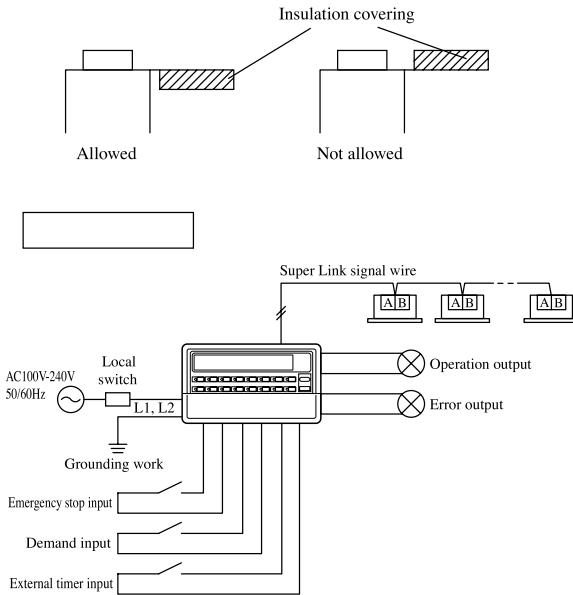 Insulation covering
Allowed
Not allowed
Super Link signal wire
A B
A B
A B
Operation output
Error output
AC100V-240V
50/60Hz
Local
switch
L1, L2
Grounding work
Emergency stop input
Demand input
External timer input